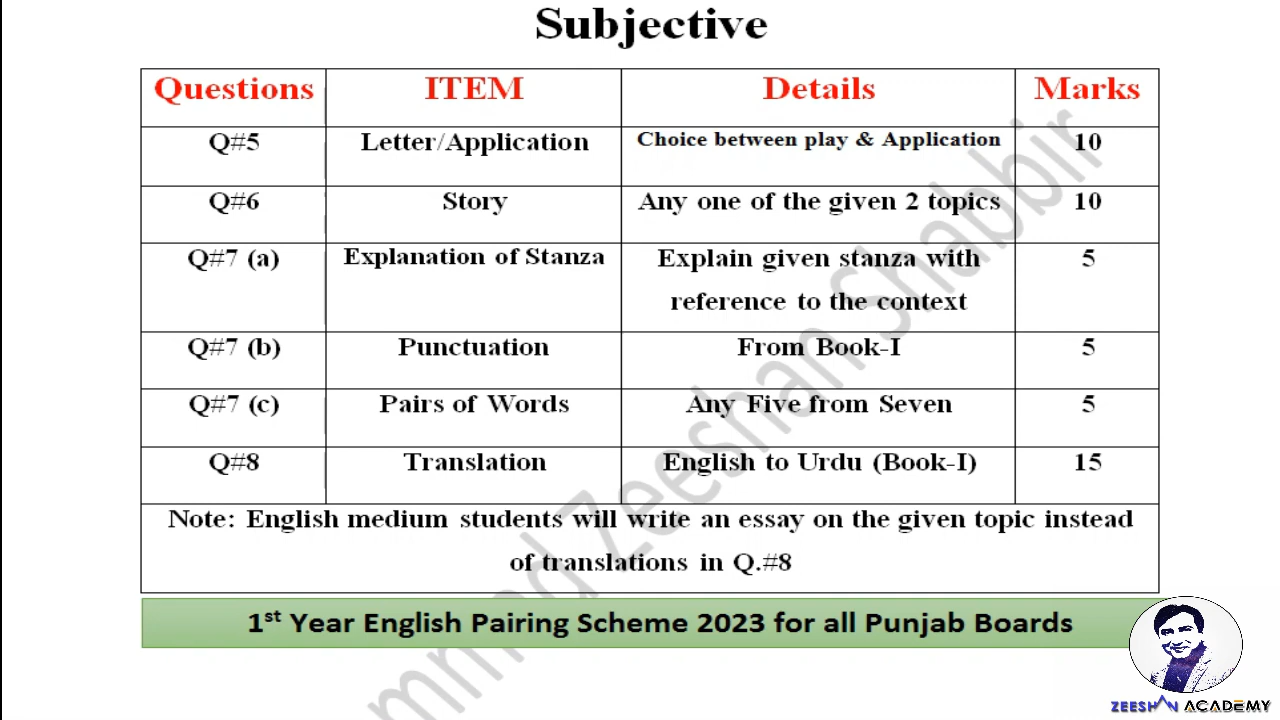 Subjective
Questions ITEM Details Marks
Q#5 Letter/Application Choice between play & Application 10
Q#6 Story Any one of the given 2 topics 10
Q#7 (a) Explanation of Stanza Explain given stanza with 5
reference to the context
Q#7 (b) Punctuation From Book-I 5
Q#7 (c) Pairs of Words Any Five from Seven 5
Q#8 Translation English to Urdu (Book-I) 15
Note: English medium students will write an essay on the given topic instead
of translations in Q.#8
1st Year English Pairing Scheme 2023 for all Punjab Boards
ZEESHAN ACADEMY
Zeeshan Shabbir